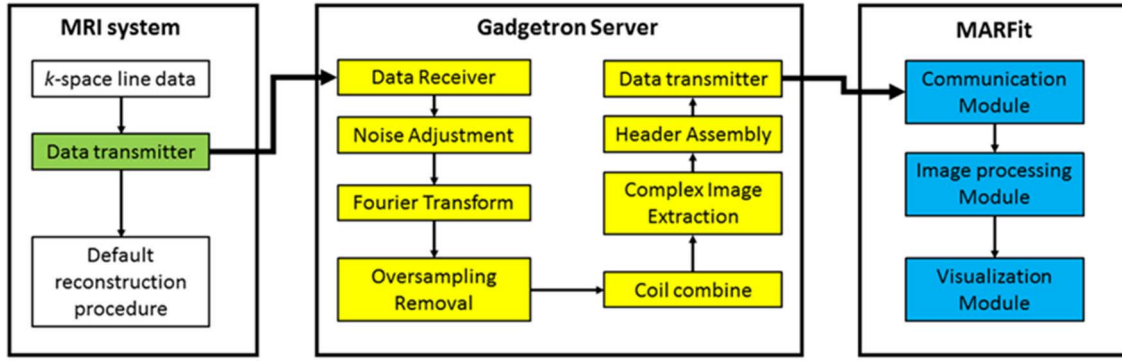 MRI system
k-space line data
Data transmitter
Default
reconstruction
procedure
Gadgetron Server
Data Receiver
Noise Adjustment
Fourier Transform
Oversampling
Removal
Coil combine
Complex Image
Extraction
Header Assembly
Data transmitter
MARFit
Communication
Module
Image processing
Module
Visualization
Module